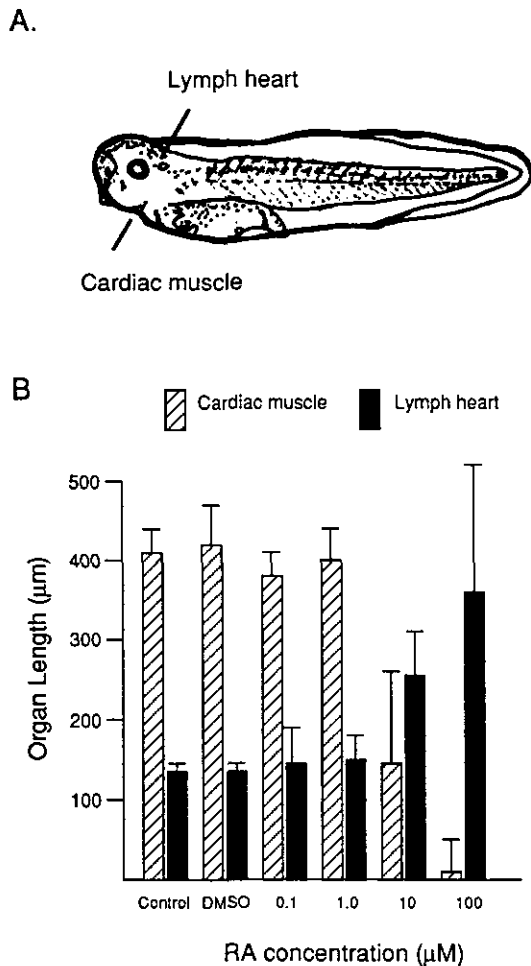 A.
Lymph heart
Cardiac muscle
B
Cardiac muscle Lymph heart
Organ Length (μm)
500
400
300
200
100
Control DMSO 0.1 1.0 10 100
RA concentration (μM)